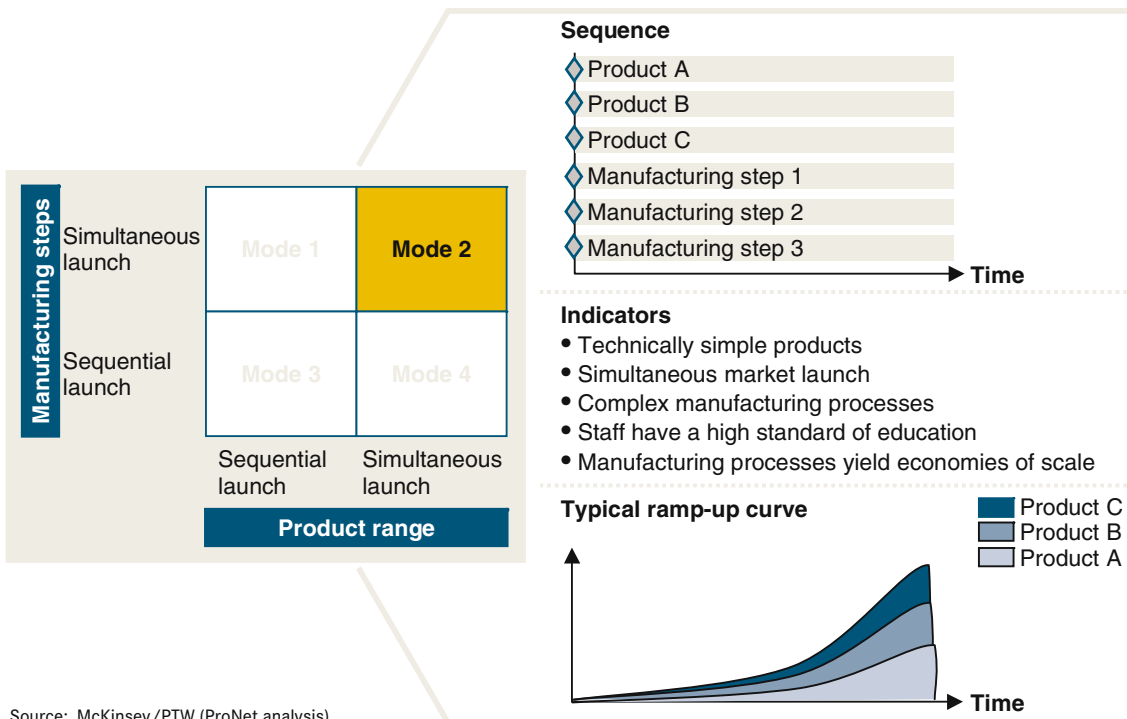 Manufacturing steps
Simultaneous
launch
Sequential
launch
Mode 1
Mode 2
Mode 3
Mode 4
Sequential
launch
Simultaneous
launch
Product range
Sequence
Product A
Product B
Product C
Manufacturing step 1
Manufacturing step 2
Manufacturing step 3
Time
Indicators
• Technically simple products
• Simultaneous market launch
• Complex manufacturing processes
• Staff have a high standard of education
• Manufacturing processes yield economies of scale
Typical ramp-up curve
Product C
Product B
Product A
Time
Source: McKinsey/PTW (ProNet analysis)